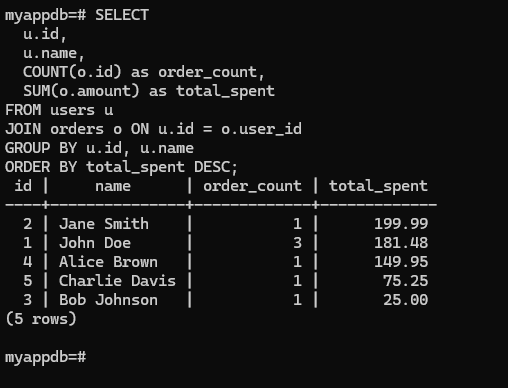 myappdb=# SELECT
  u.id,
  u.name,
  COUNT(o.id) as order_count,
  SUM(o.amount) as total_spent
FROM users u
JOIN orders o ON u.id = o.user_id
GROUP BY u.id, u.name
ORDER BY total_spent DESC;
 id |     name      | order_count | total_spent
----+---------------+-------------+-------------
  2 | Jane Smith    |           1 |      199.99
  1 | John Doe      |           3 |      181.48
  4 | Alice Brown   |           1 |      149.95
  5 | Charlie Davis |           1 |       75.25
  3 | Bob Johnson   |           1 |       25.00
(5 rows)

myappdb=#